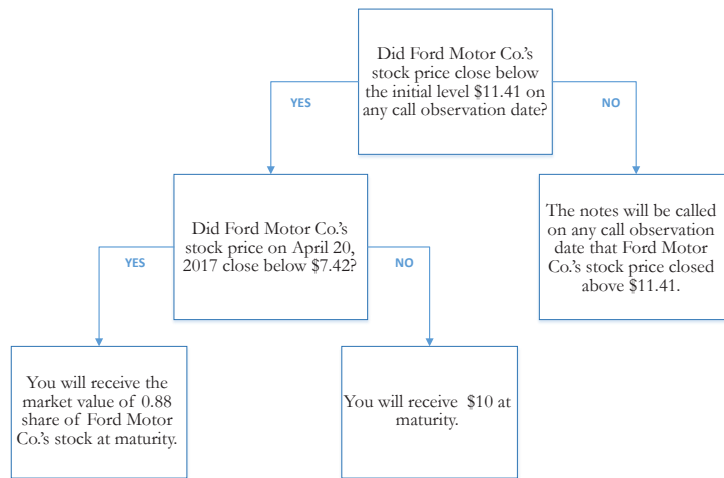 Did Ford Motor Co.'s
stock price close below
the initial level $11.41 on
any call observation date?
YES
NO
Did Ford Motor Co.'s
stock price on April 20,
2017 close below $7.42?
The notes will be called
on any call observation
date that Ford Motor
Co.'s stock price closed
above $11.41.
YES
NO
You will receive the
market value of 0.88
share of Ford Motor
Co.'s stock at maturity.
You will receive $10 at
maturity.